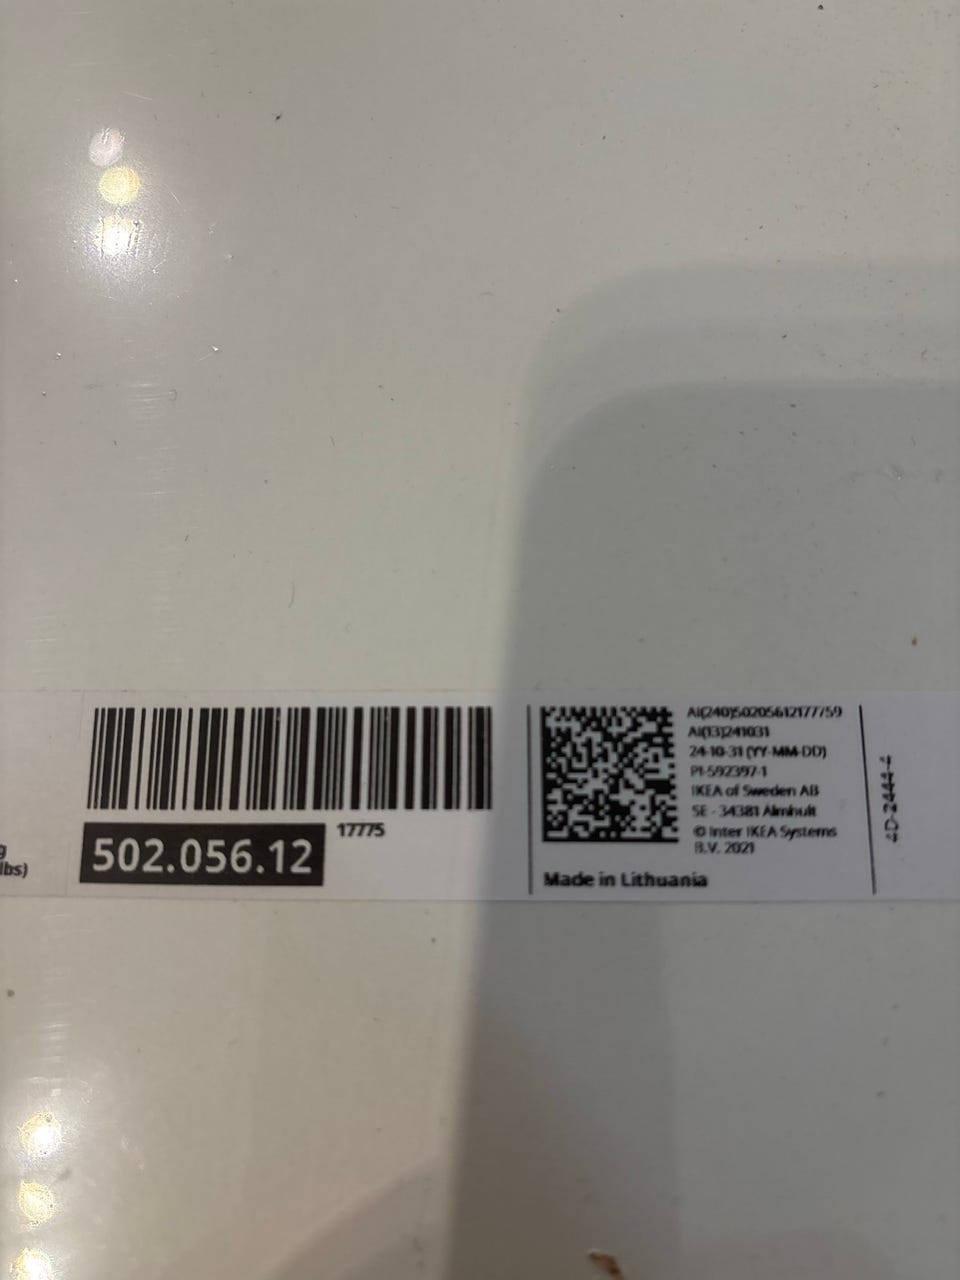 g
lbs)
17775
502.056.12
AI(240)50205612177759
AI(13)241031
24-10-31 (YY-MM-DD)
PI-592397-1
IKEA of Sweden AB
SE - 34381 Älmhult
© Inter IKEA Systems
B.V. 2021
Made in Lithuania
4D-2444-4